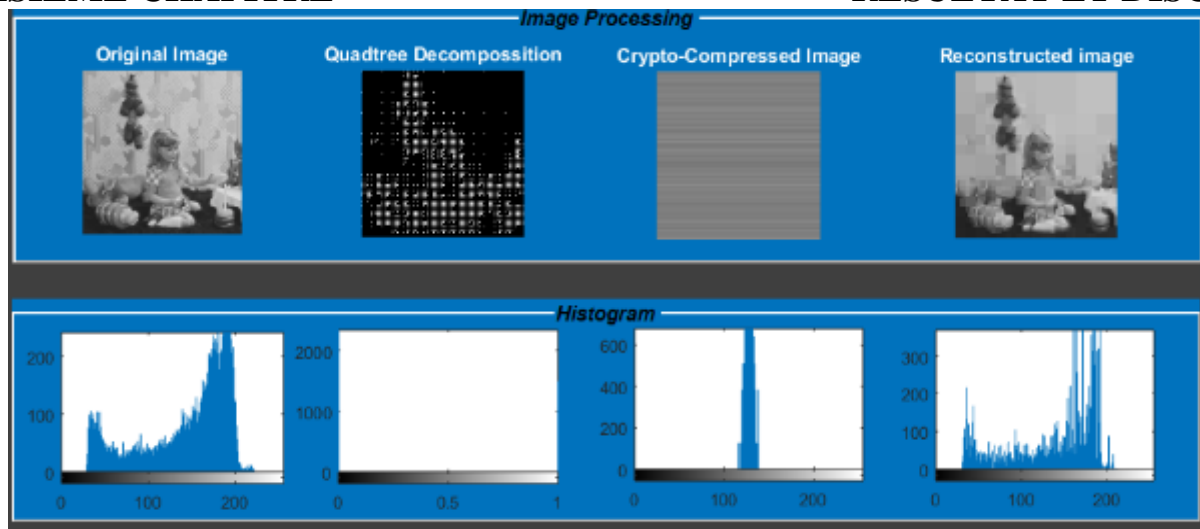 Image Processing
Original Image
Quadtree Decompossition
Crypto-Compressed Image
Reconstructed image
Histogram
200
100
0
0 100 200
2000
1000
0
0 0.5 1
600
400
200
0
0 100 200
300
200
100
0
0 100 200